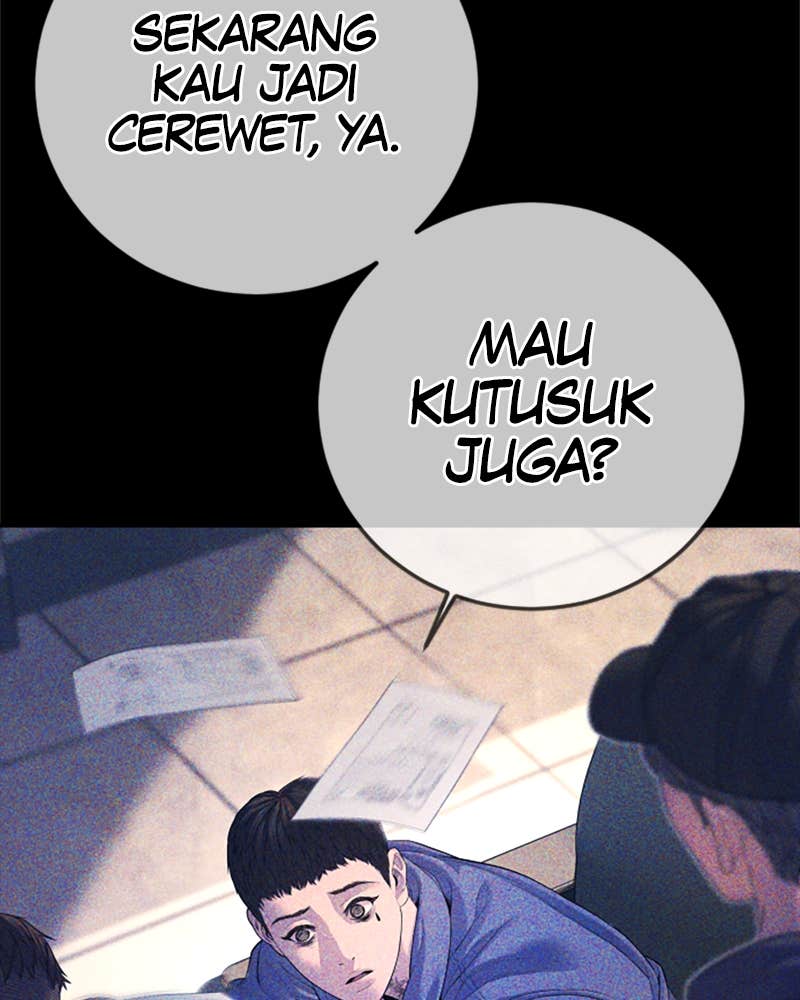 SEKARANG
KAU JADI
CEREWET, YA.
MAU
KUTUSUK
JUGA?